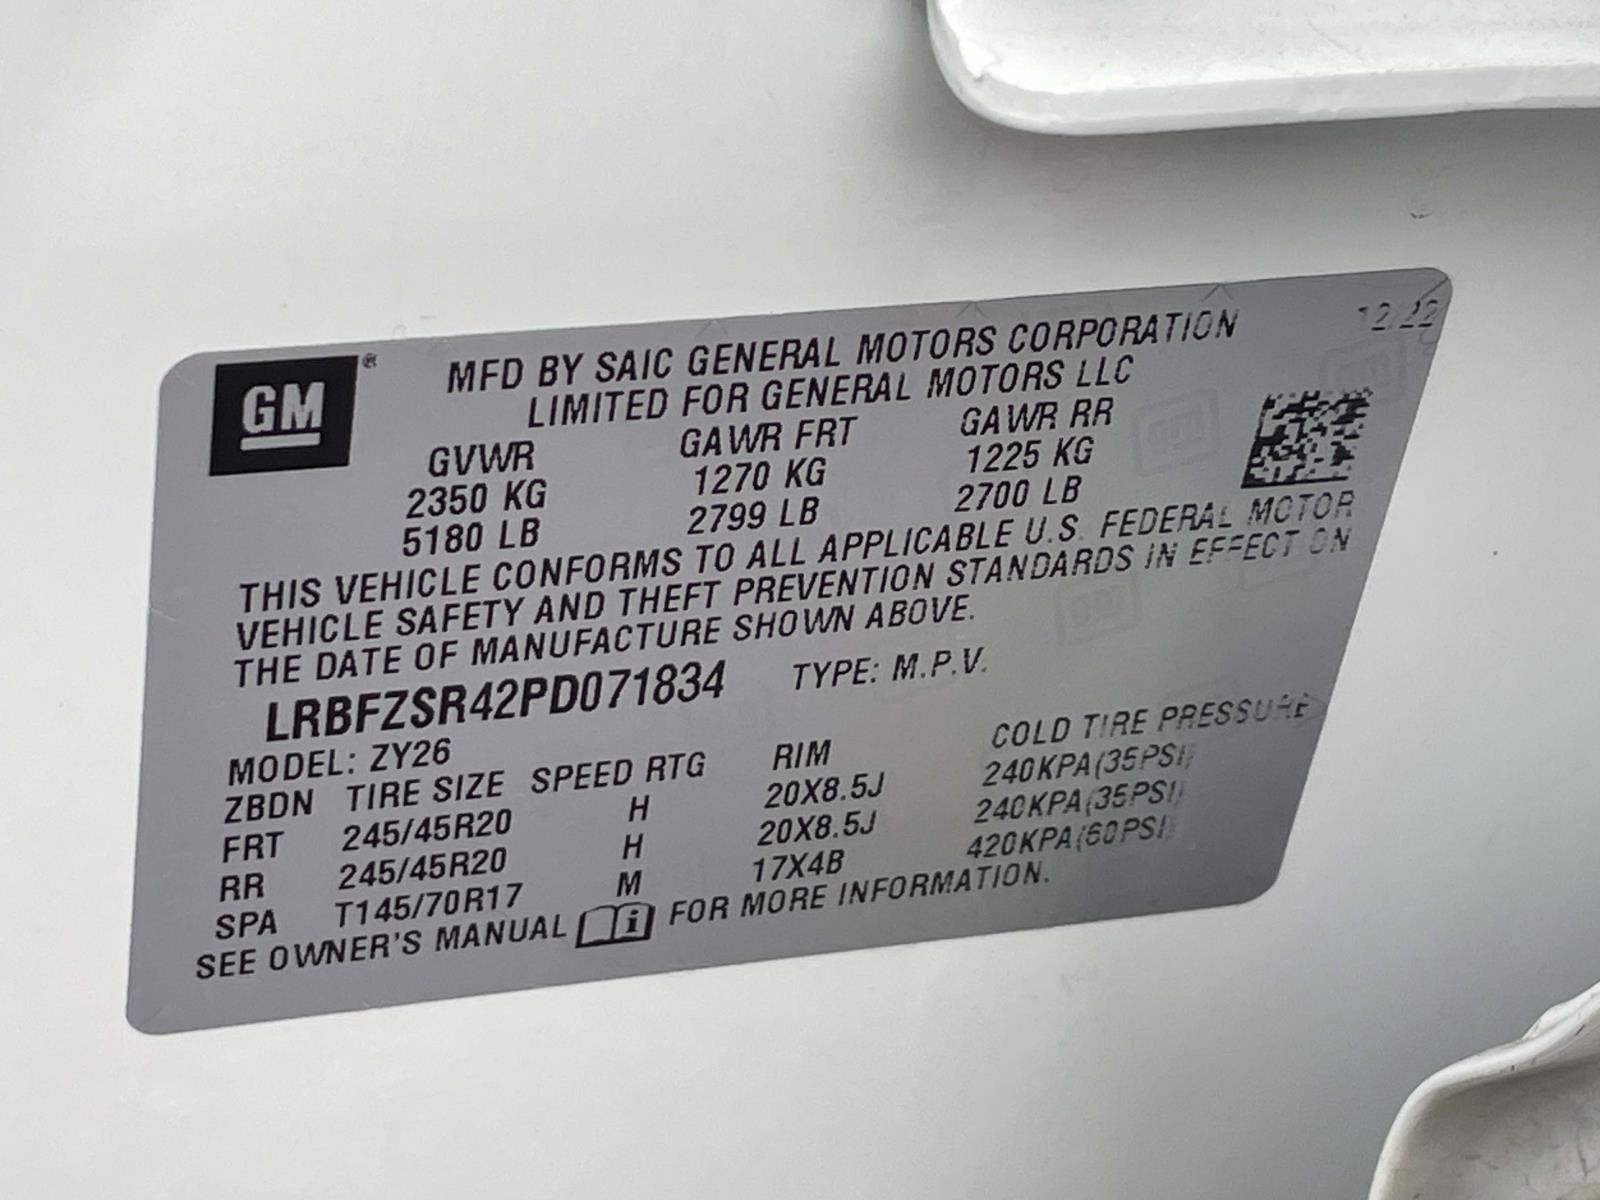 GM ®
12/22
MFD BY SAIC GENERAL MOTORS CORPORATION
LIMITED FOR GENERAL MOTORS LLC
GVWR GAWR FRT GAWR RR
2350 KG 1270 KG 1225 KG
5180 LB 2799 LB 2700 LB
THIS VEHICLE CONFORMS TO ALL APPLICABLE U.S. FEDERAL MOTOR
VEHICLE SAFETY AND THEFT PREVENTION STANDARDS IN EFFECT ON
THE DATE OF MANUFACTURE SHOWN ABOVE.
LRBFZSR42PD071834 TYPE: M.P.V.
MODEL: ZY26
ZBDN TIRE SIZE SPEED RTG RIM COLD TIRE PRESSURE
FRT 245/45R20 H 20X8.5J 240KPA(35PSI)
RR 245/45R20 H 20X8.5J 240KPA(35PSI)
SPA T145/70R17 M 17X4B 420KPA(60PSI)
SEE OWNER'S MANUAL i FOR MORE INFORMATION.